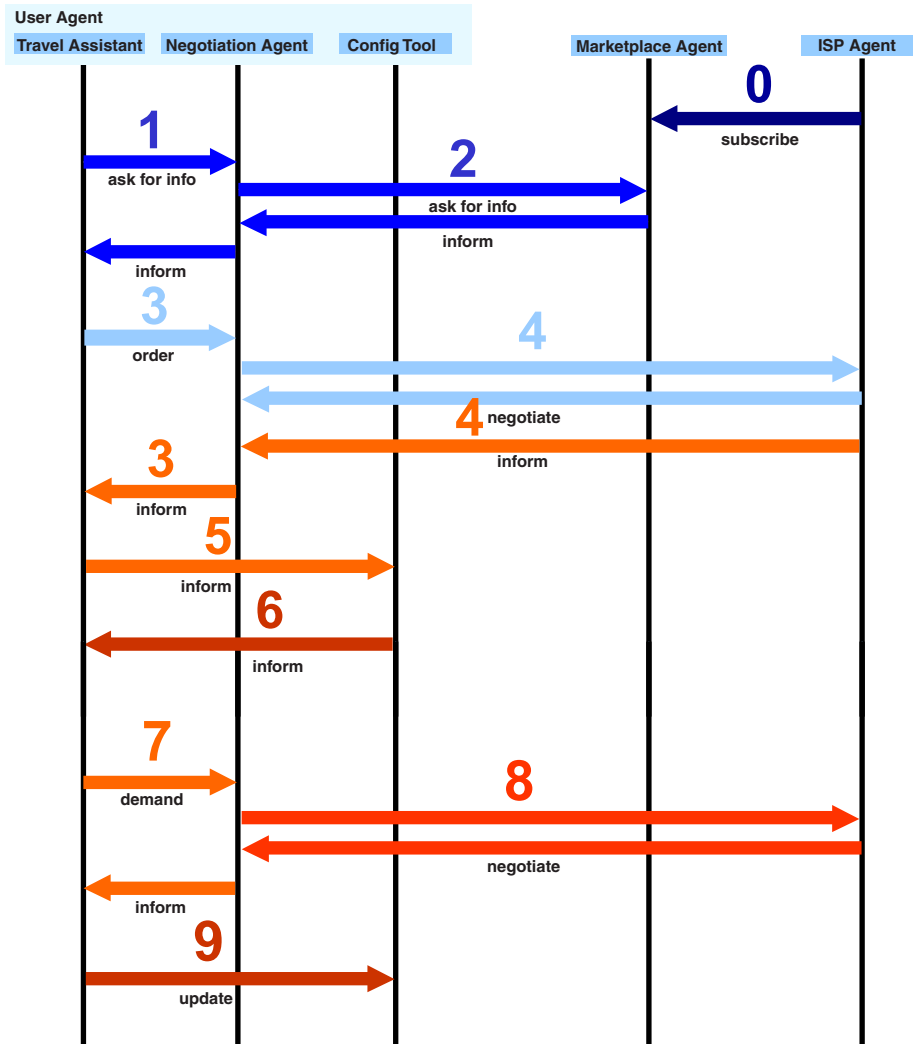 User Agent
Travel Assistant
Negotiation Agent
Config Tool
Marketplace Agent
ISP Agent
0
subscribe
1
ask for info
2
ask for info
inform
inform
3
order
4
negotiate
4
inform
3
inform
5
inform
6
inform
7
demand
8
negotiate
inform
9
update